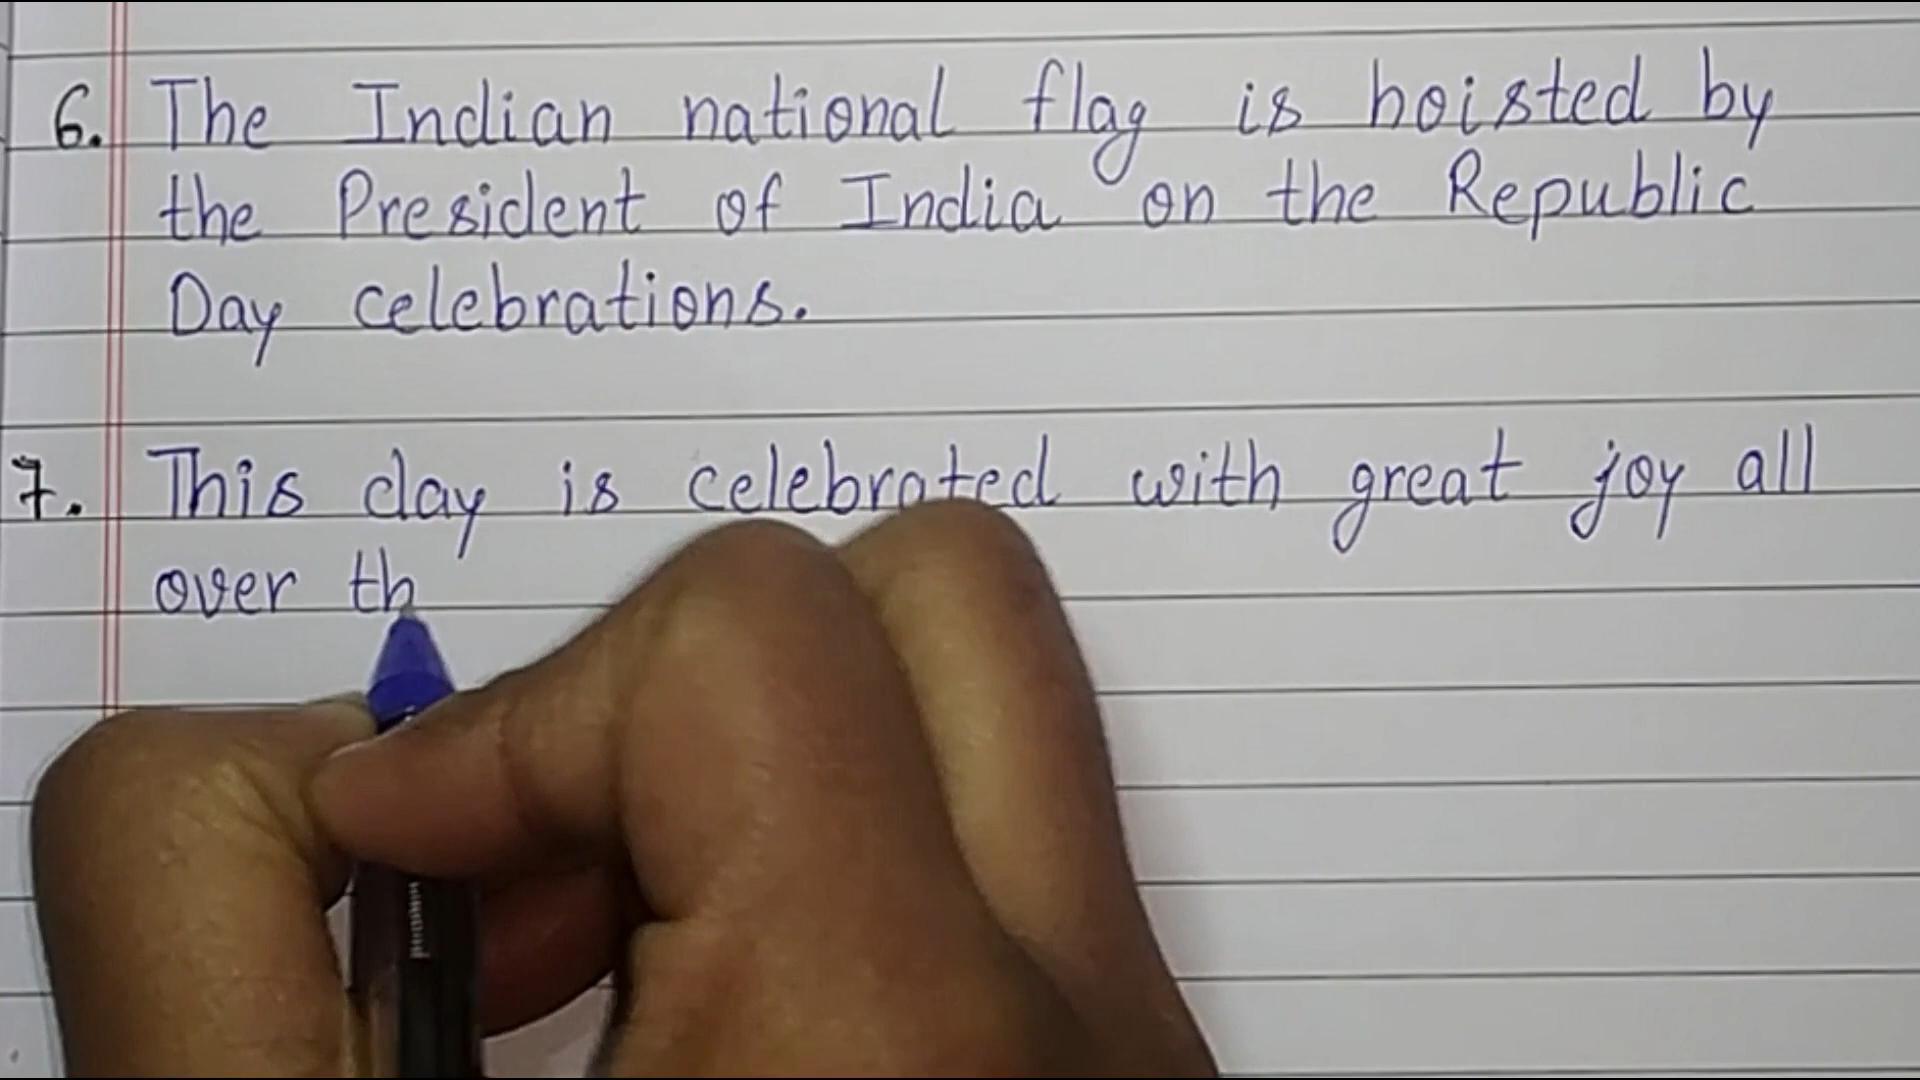 6. The Indian national flag is hoisted by
the President of India on the Republic
Day celebrations.
7. This day is celebrated with great joy all
over th